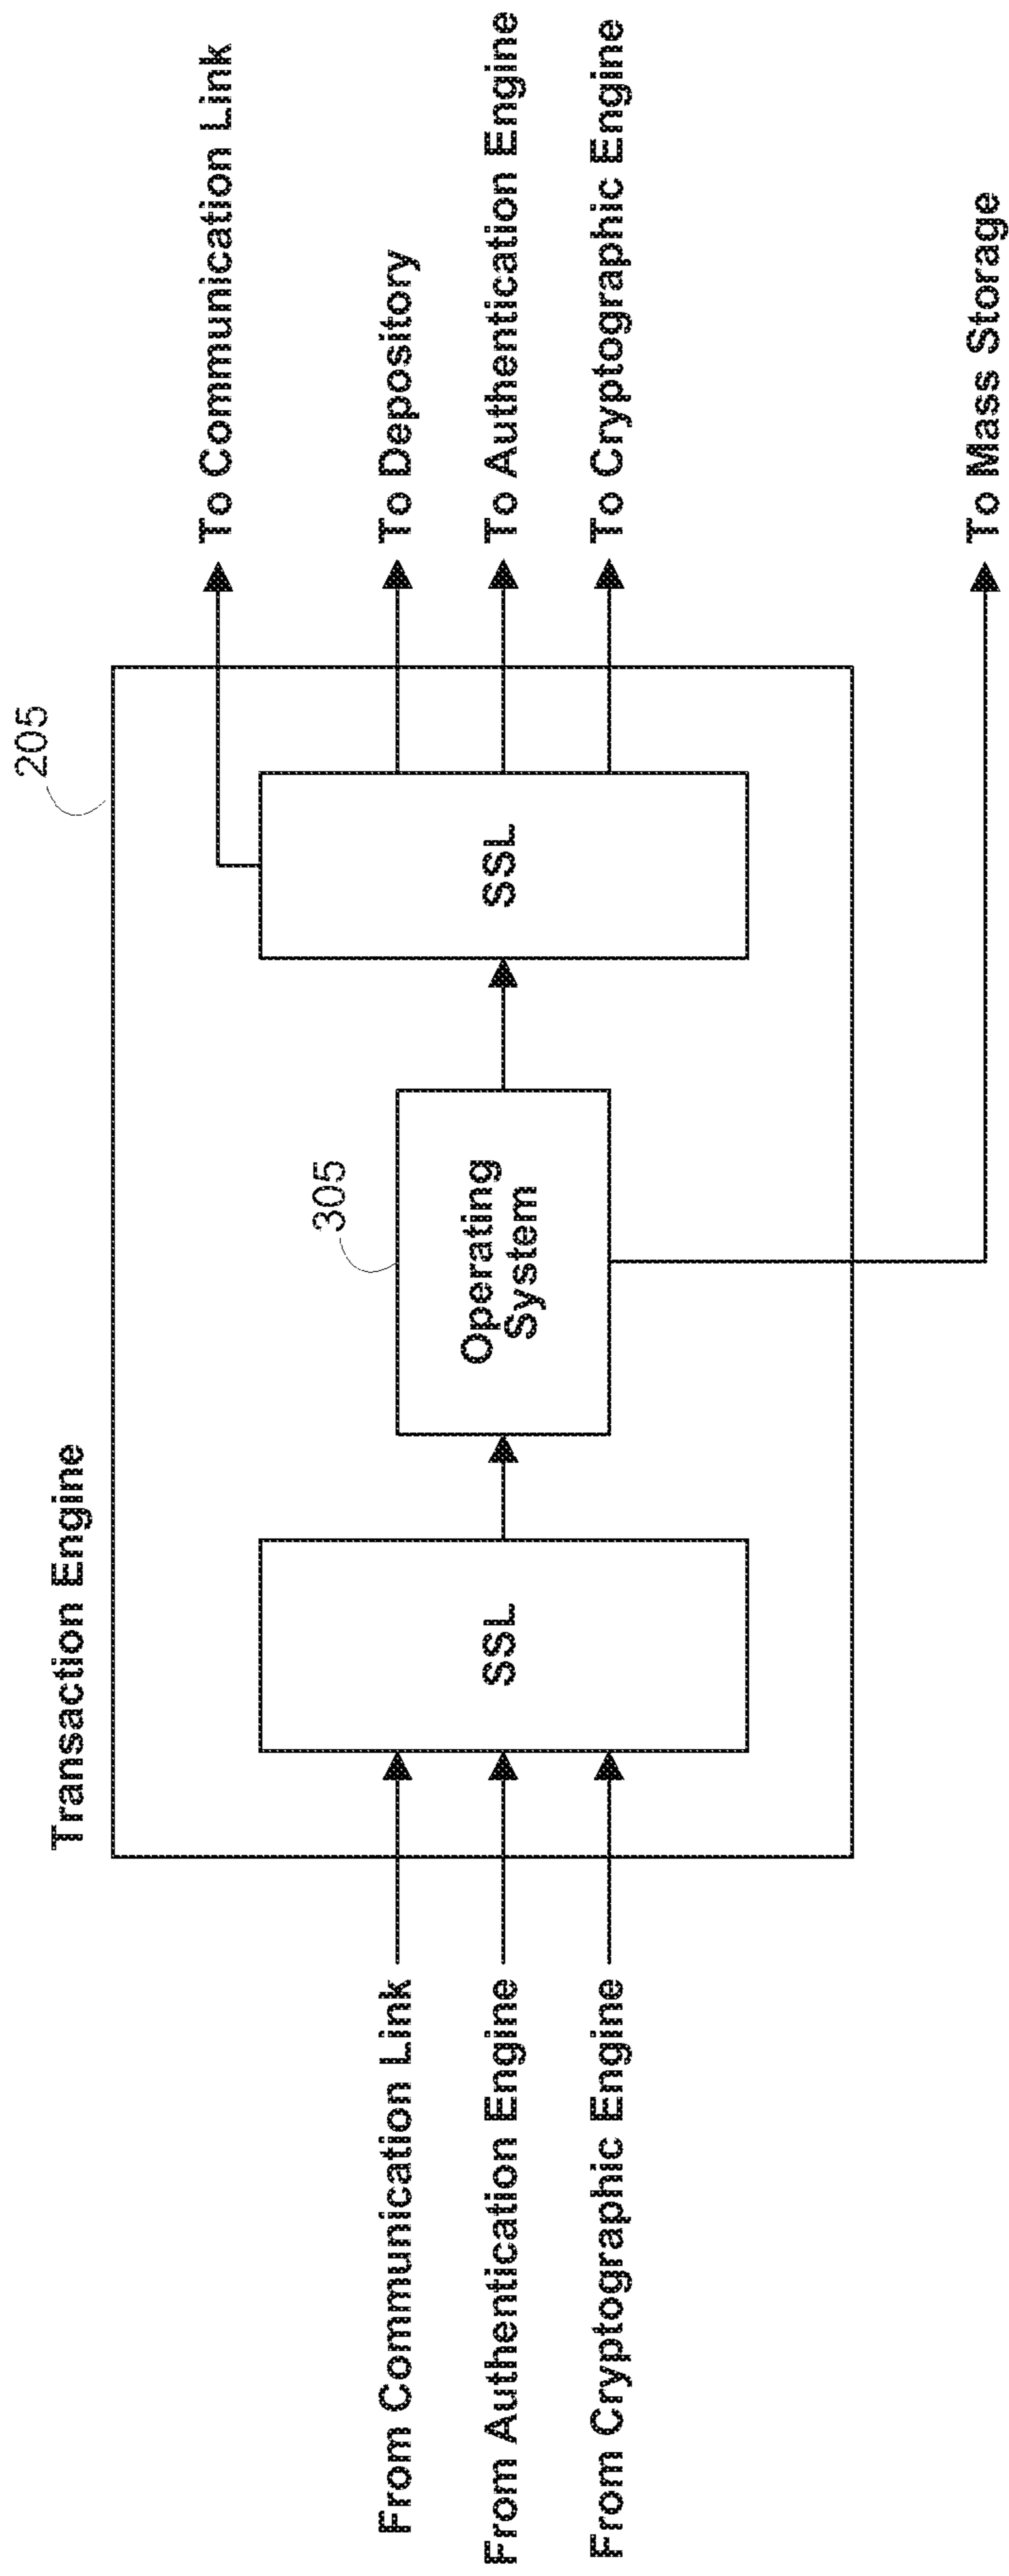 Transaction Engine
205
From Communication Link
From Authentication Engine
From Cryptographic Engine
SSL
305
Operating
System
SSL
To Communication Link
To Depository
To Authentication Engine
To Cryptographic Engine
To Mass Storage